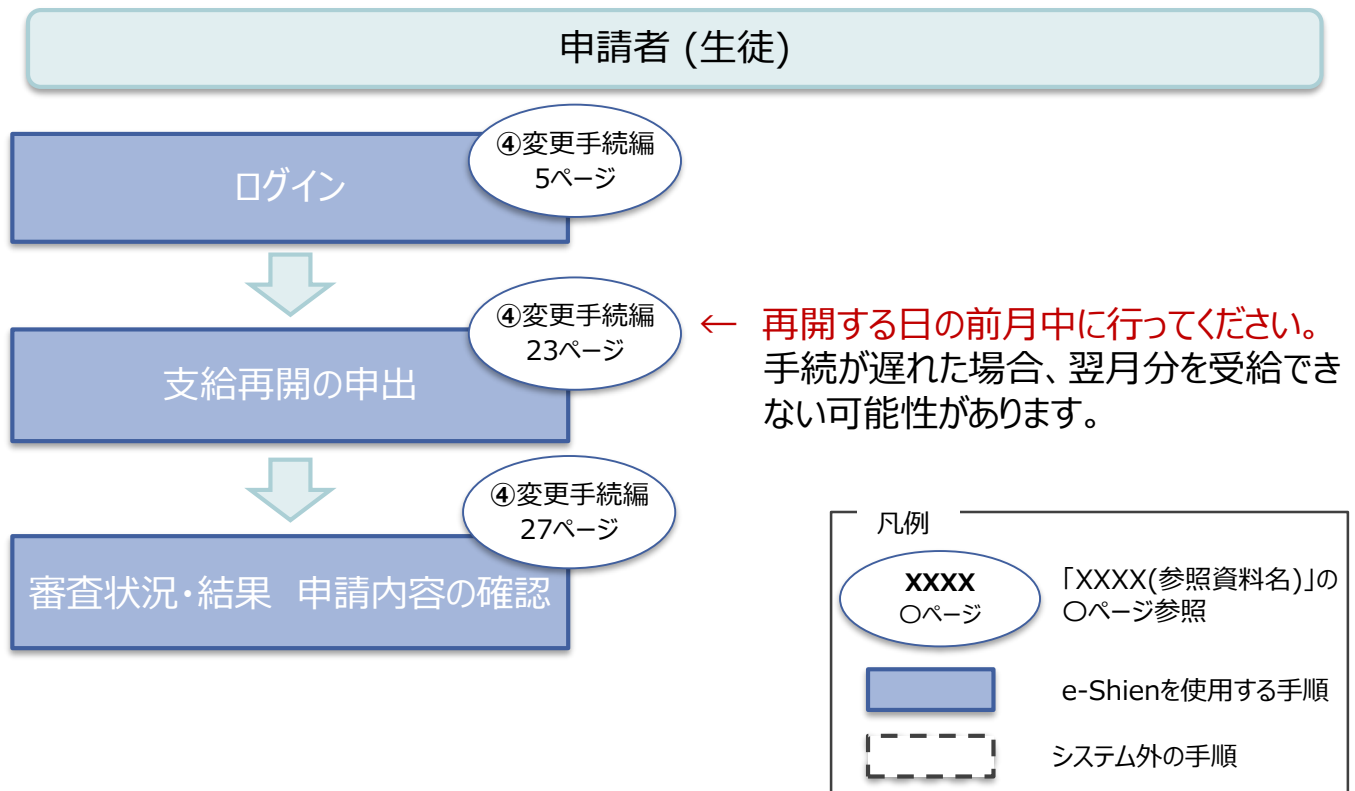 申請者 (生徒)
④変更手続編
5ページ
ログイン
④変更手続編
23ページ
支給再開の申出
← 再開する日の前月中に行ってください。
手続が遅れた場合、翌月分を受給でき
ない可能性があります。
④変更手続編
27ページ
審査状況・結果　申請内容の確認
凡例
XXXX
〇ページ
「XXXX(参照資料名)」の
〇ページ参照
e-Shienを使用する手順
システム外の手順